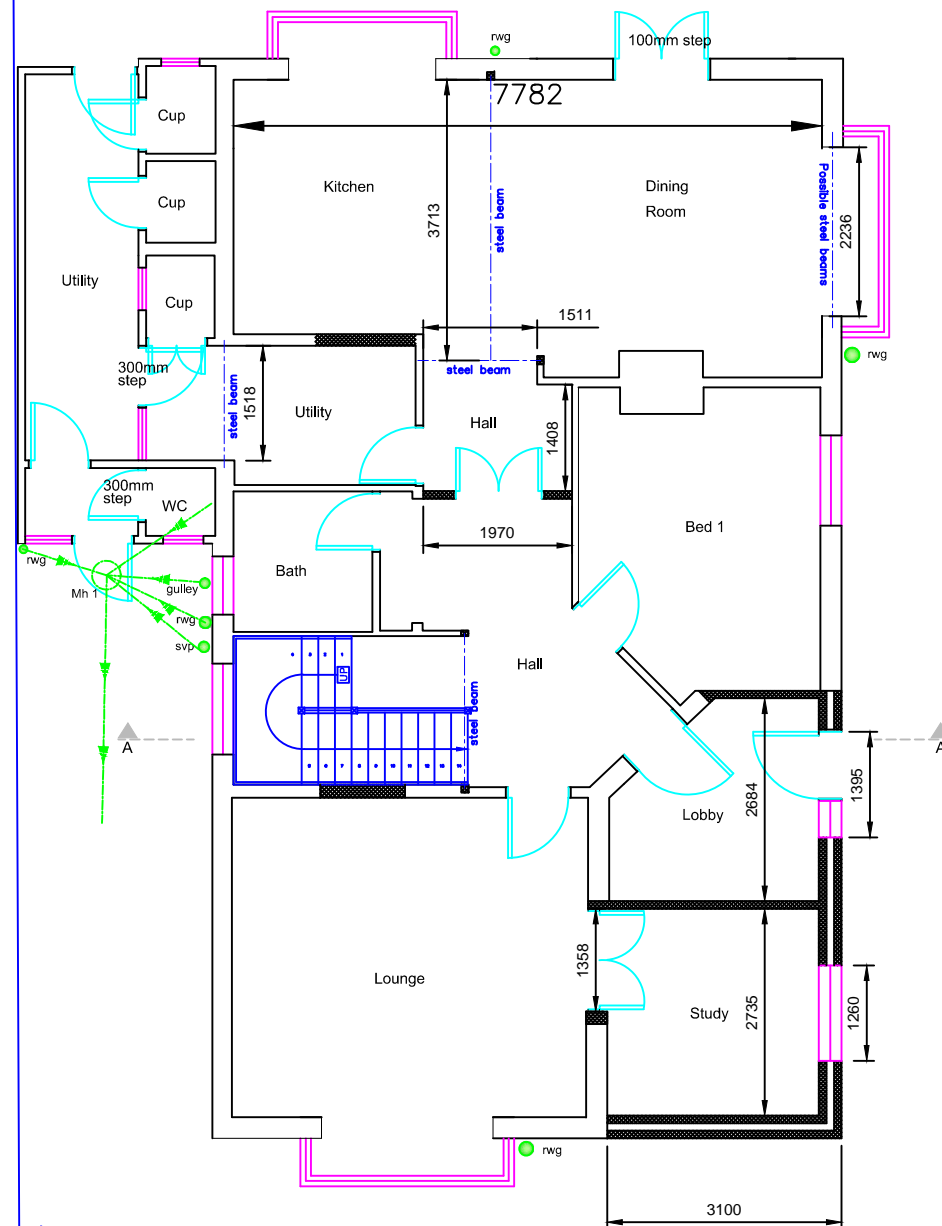 rwg
100mm step
Cup
7782
Kitchen
Dining
Room
Cup
3713
steel beam
Possible steel beams
2236
Utility
Cup
1511
rwg
300mm
step
steel beam
1518
steel beam
Utility
Hall
1408
300mm
step
WC
1970
Bed 1
rwg
Bath
gulley
Mh 1
rwg
svp
Hall
UP
steel beam
A
A
2684
1395
Lobby
Lounge
1358
Study
2735
1260
rwg
3100